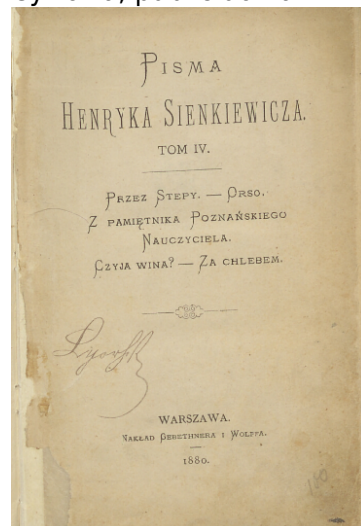 PISMA
HENRYKA SIENKIEWICZA.
TOM IV.
PRZEZ STEPY. — ORSO.
Z PAMIĘTNIKA POZNAŃSKIEGO
NAUCZYCIELA.
CZYJA WINA? — ZA CHLEBEM.
WARSZAWA.
NAKŁAD GEBETHNERA I WOLFFA.
1880.
180